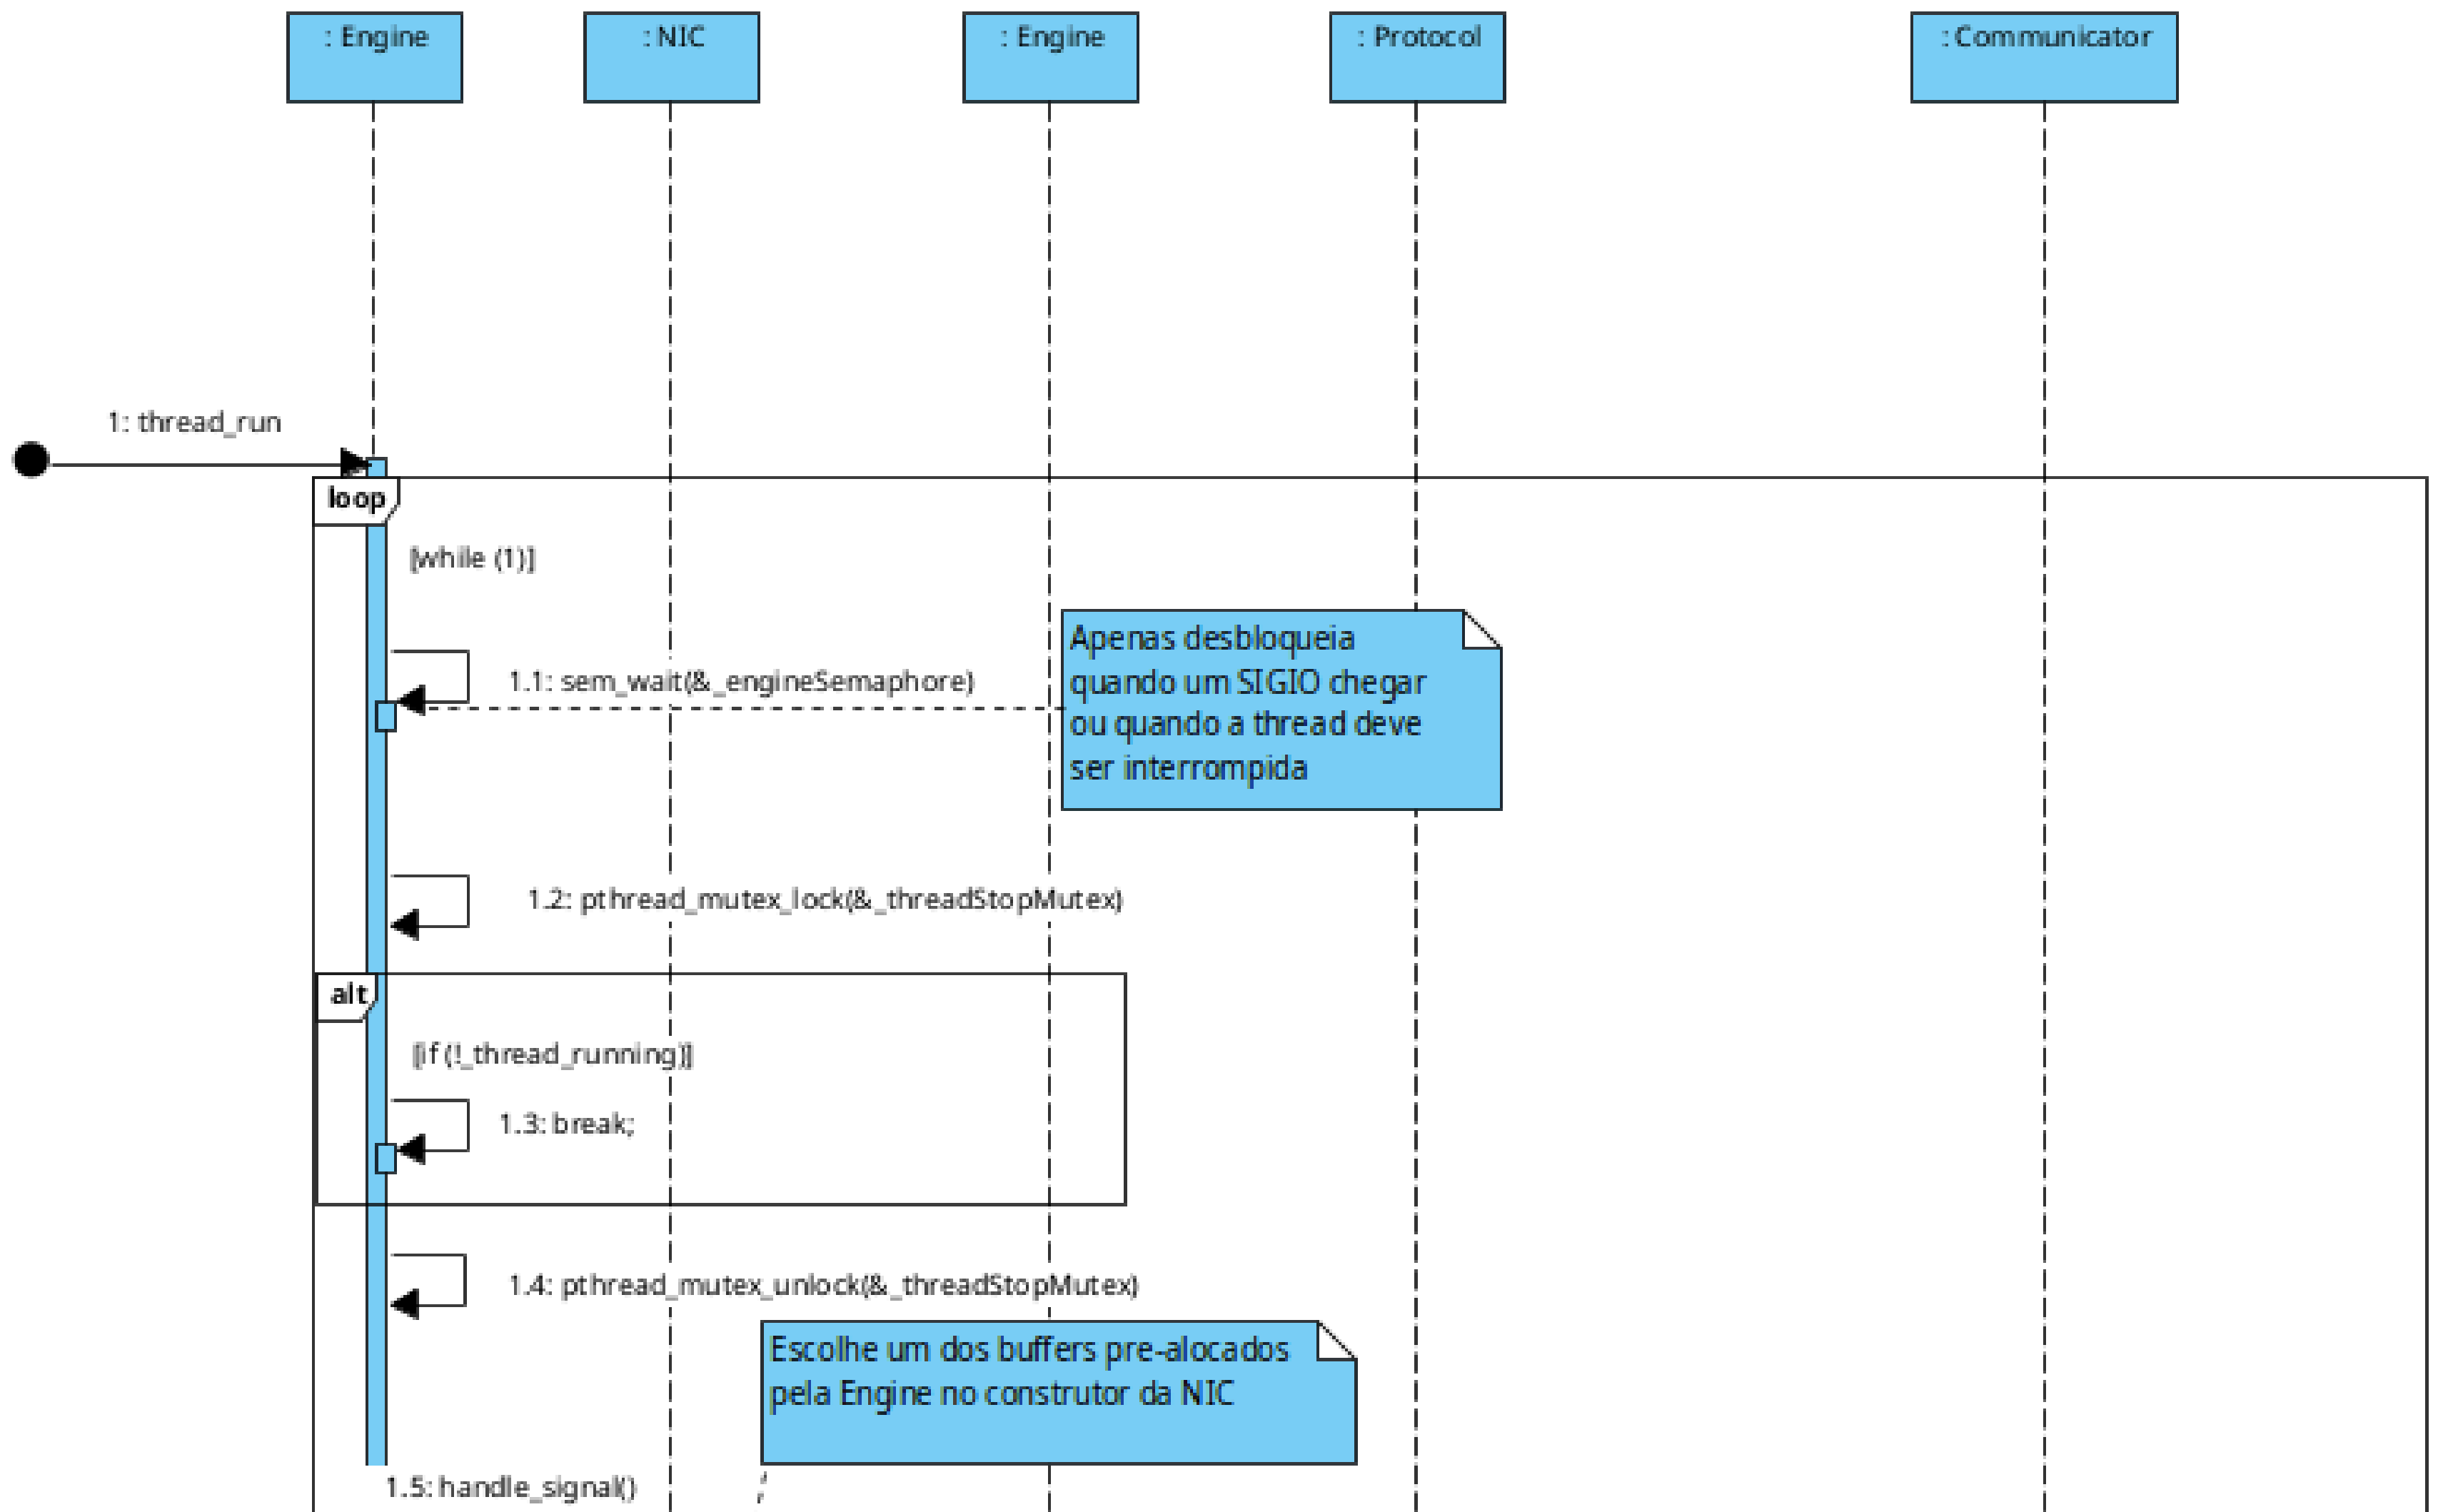 : Engine
: NIC
: Engine
: Protocol
: Communicator
1: thread_run
loop
[while (1)]
Apenas desbloqueia
quando um SIGIO chegar
ou quando a thread deve
ser interrompida
1.1: sem_wait(&_engineSemaphore)
1.2: pthread_mutex_lock(&_threadStopMutex)
alt
[if (!_thread_running)]
1.3: break;
1.4: pthread_mutex_unlock(&_threadStopMutex)
Escolhe um dos buffers pre-alocados
pela Engine no construtor da NIC
1.5: handle_signal()